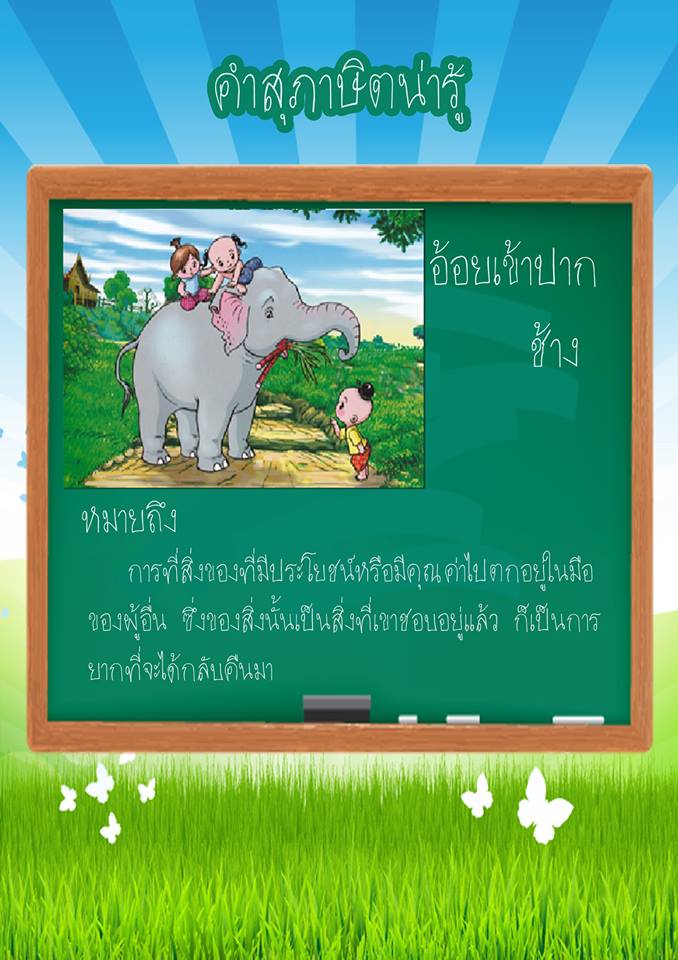 คำสุภาษิตน่ารู้
อ้อยเข้าปาก
ช้าง
หมายถึง
การที่สิ่งของที่มีประโยชน์หรือมีคุณค่าไปตกอยู่ในมือ
ของผู้อื่น ซึ่งของสิ่งนั้นเป็นสิ่งที่เขาชอบอยู่แล้ว ก็เป็นการ
ยากที่จะได้กลับคืนมา